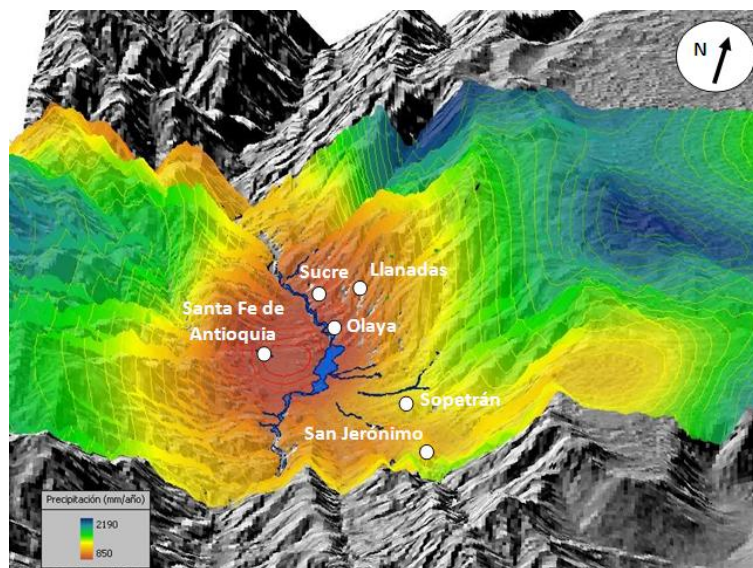 N
Sucre
Llanadas
Santa Fe de
Antioquia
Olaya
Sopetrán
San Jerónimo
Precipitación (mm/año)
2190
850